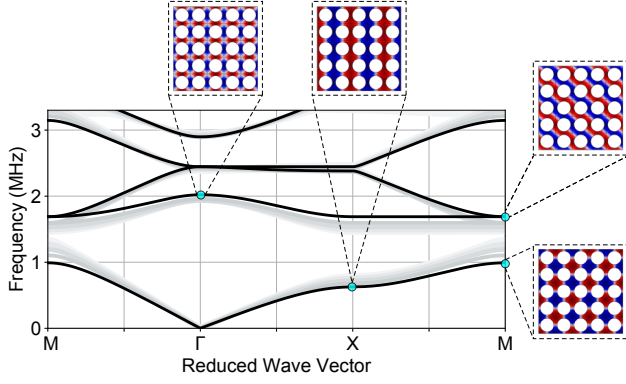 3
2
1
0
Frequency (MHz)
M
Γ
X
M
Reduced Wave Vector